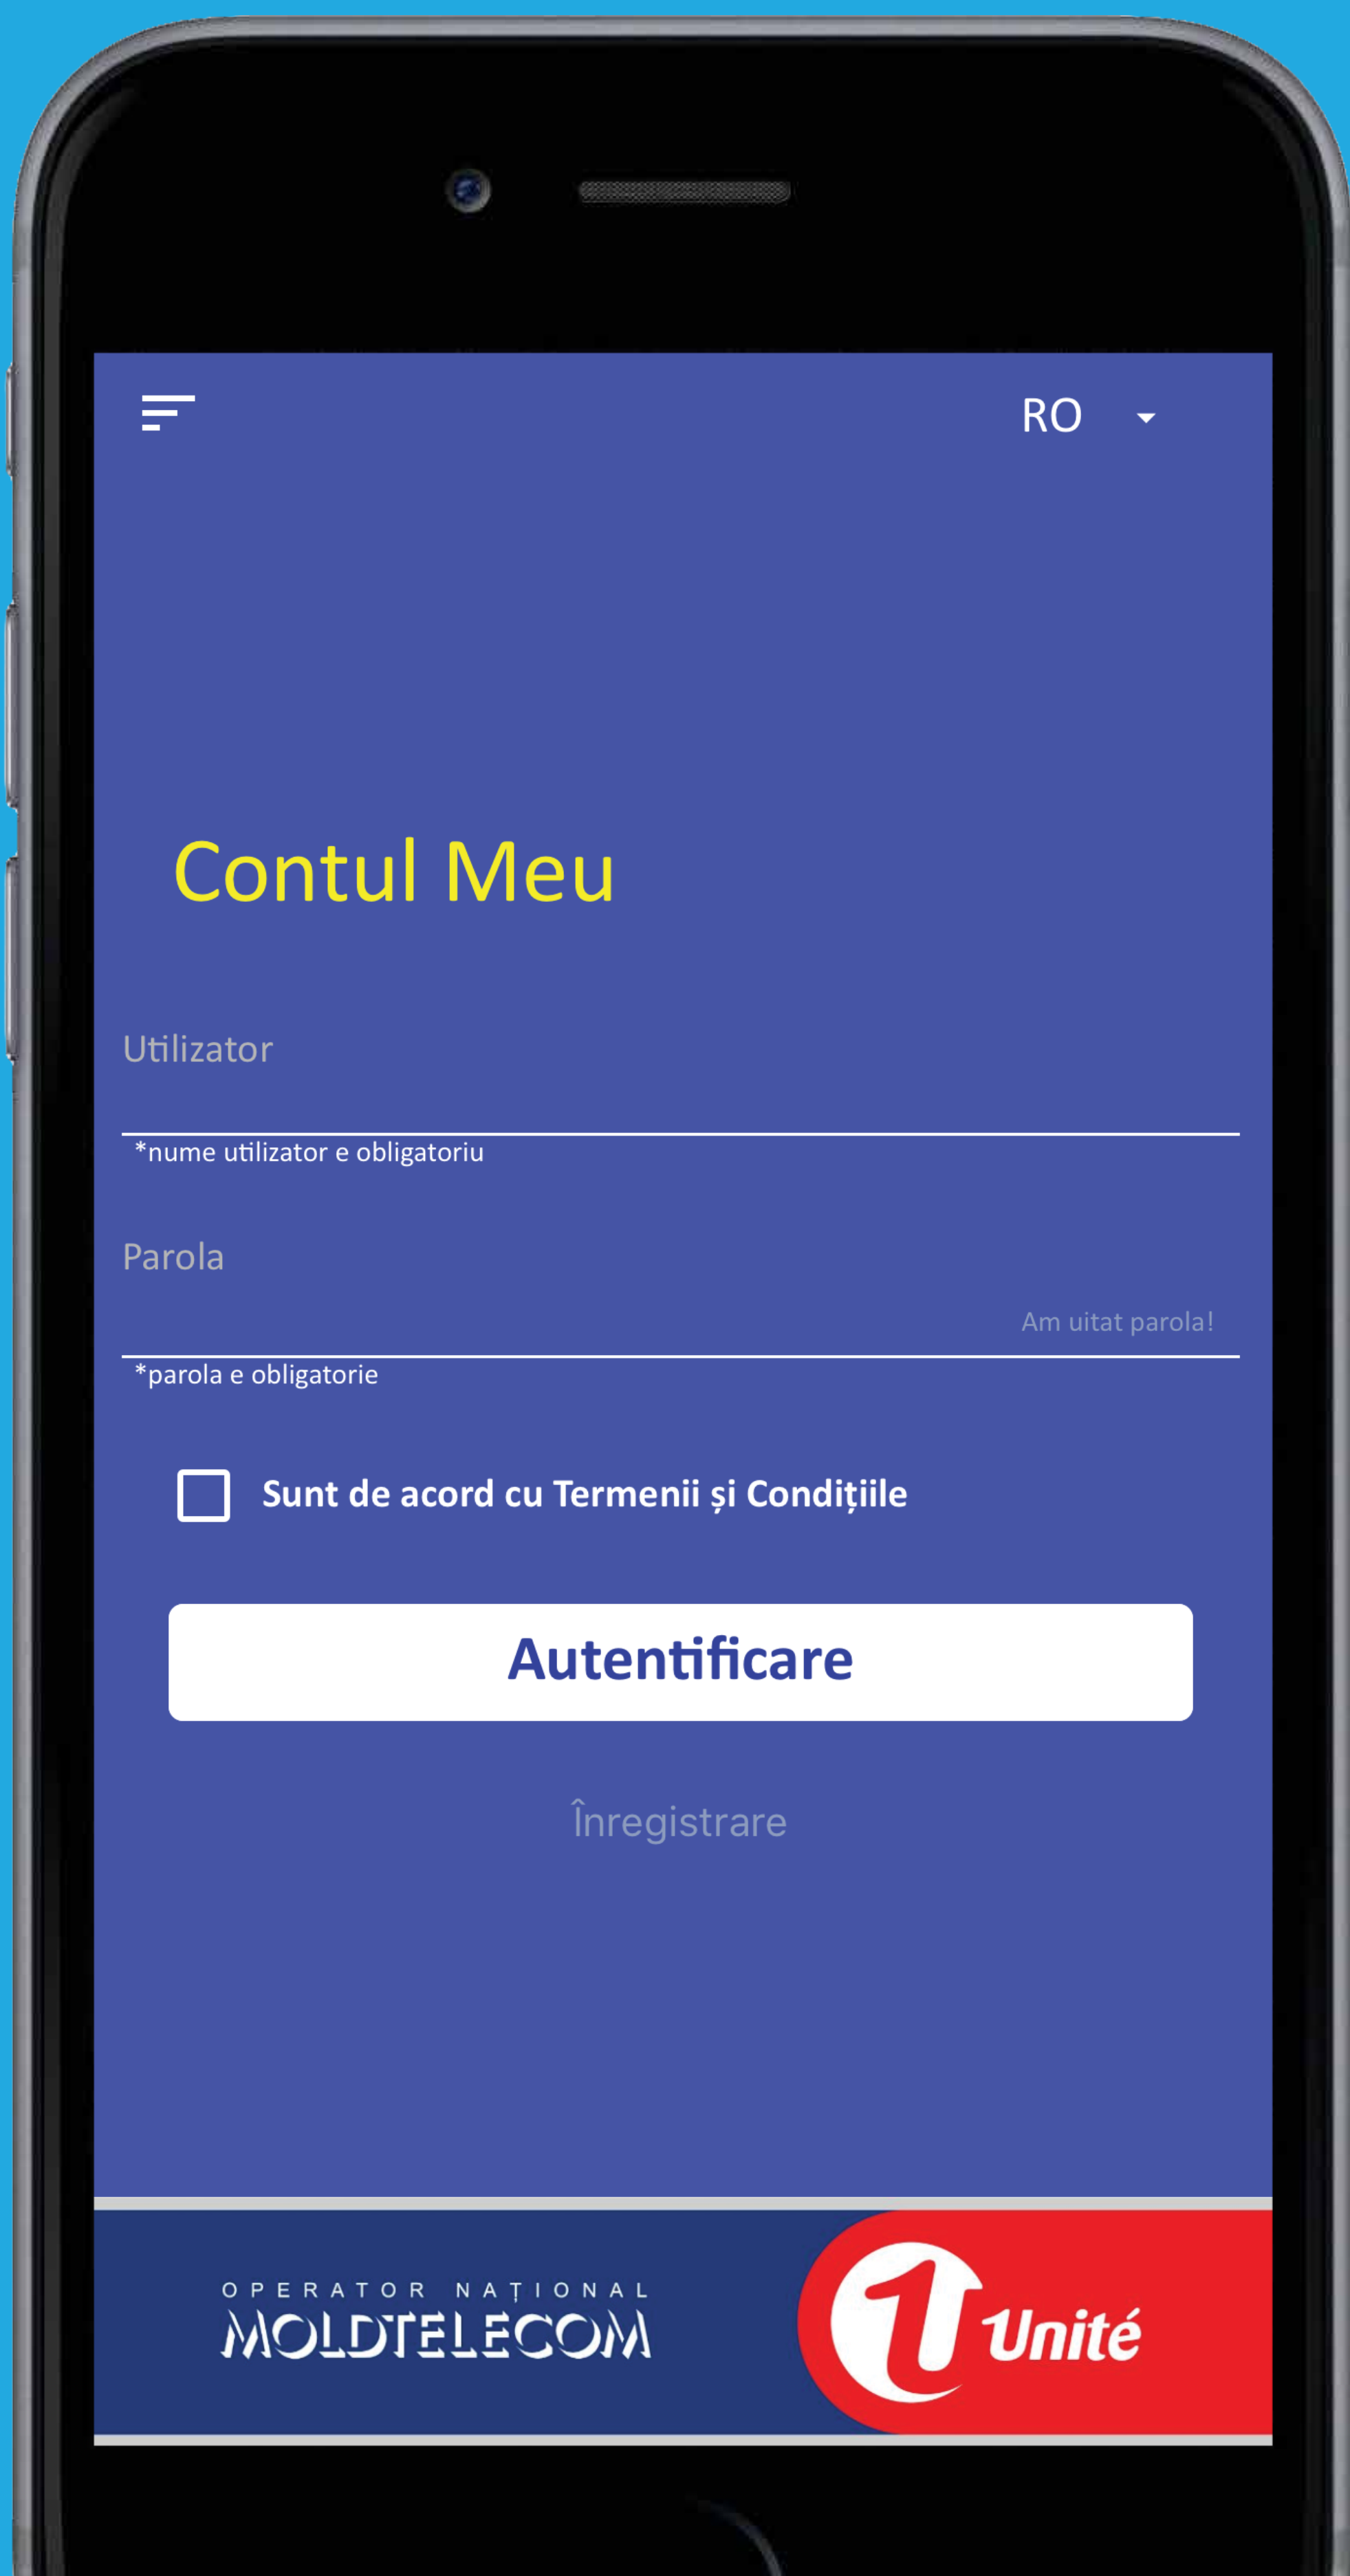 RO
Contul Meu
Utilizator
*nume utilizator e obligatoriu
Parola
Am uitat parola!
*parola e obligatorie
Sunt de acord cu Termenii și Condițiile
Autentificare
Înregistrare
OPERATOR NAȚIONAL
MOLDTELECOM
Unité